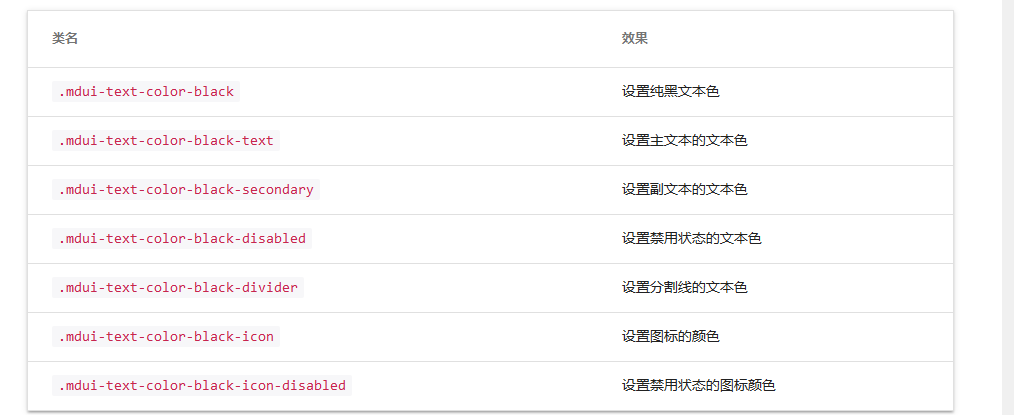 类名 效果
.mdui-text-color-black 设置纯黑文本色
.mdui-text-color-black-text 设置主文本的文本色
.mdui-text-color-black-secondary 设置副文本的文本色
.mdui-text-color-black-disabled 设置禁用状态的文本色
.mdui-text-color-black-divider 设置分割线的文本色
.mdui-text-color-black-icon 设置图标的颜色
.mdui-text-color-black-icon-disabled 设置禁用状态的图标颜色